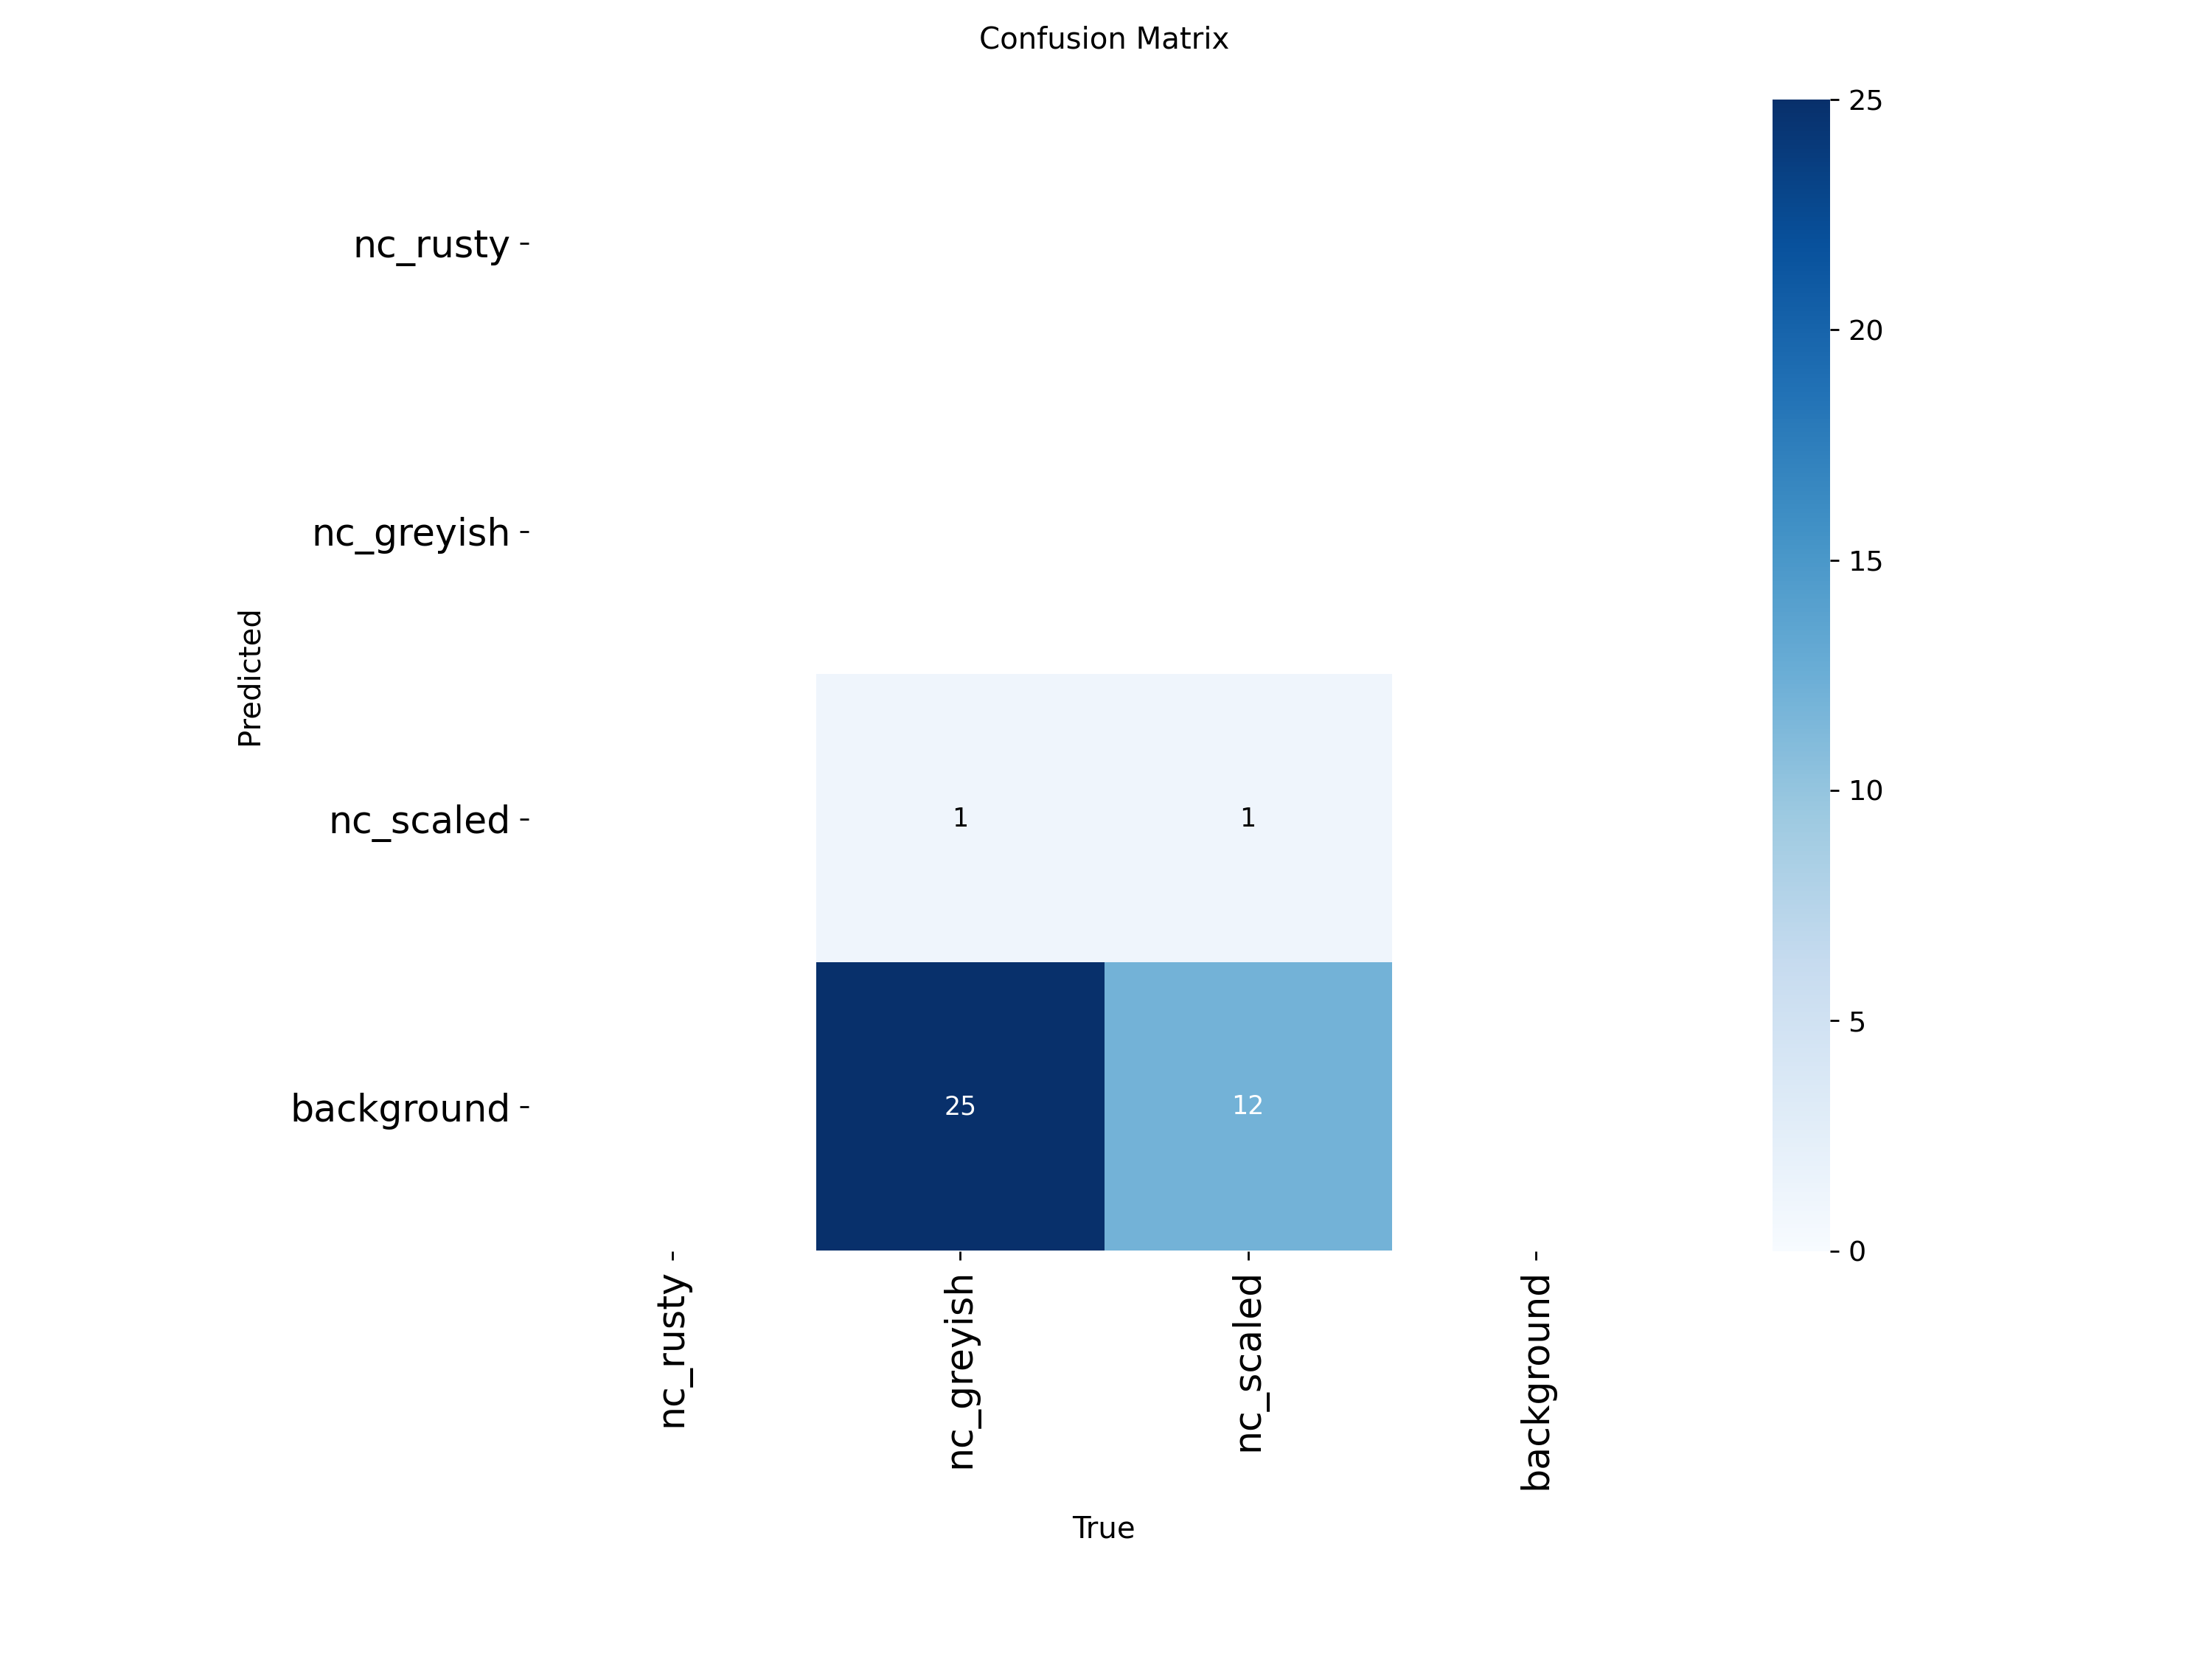 Confusion Matrix
nc_rusty
nc_greyish
nc_scaled
background
Predicted
1 1
25 12
nc_rusty
nc_greyish
nc_scaled
background
True
25
20
15
10
5
0